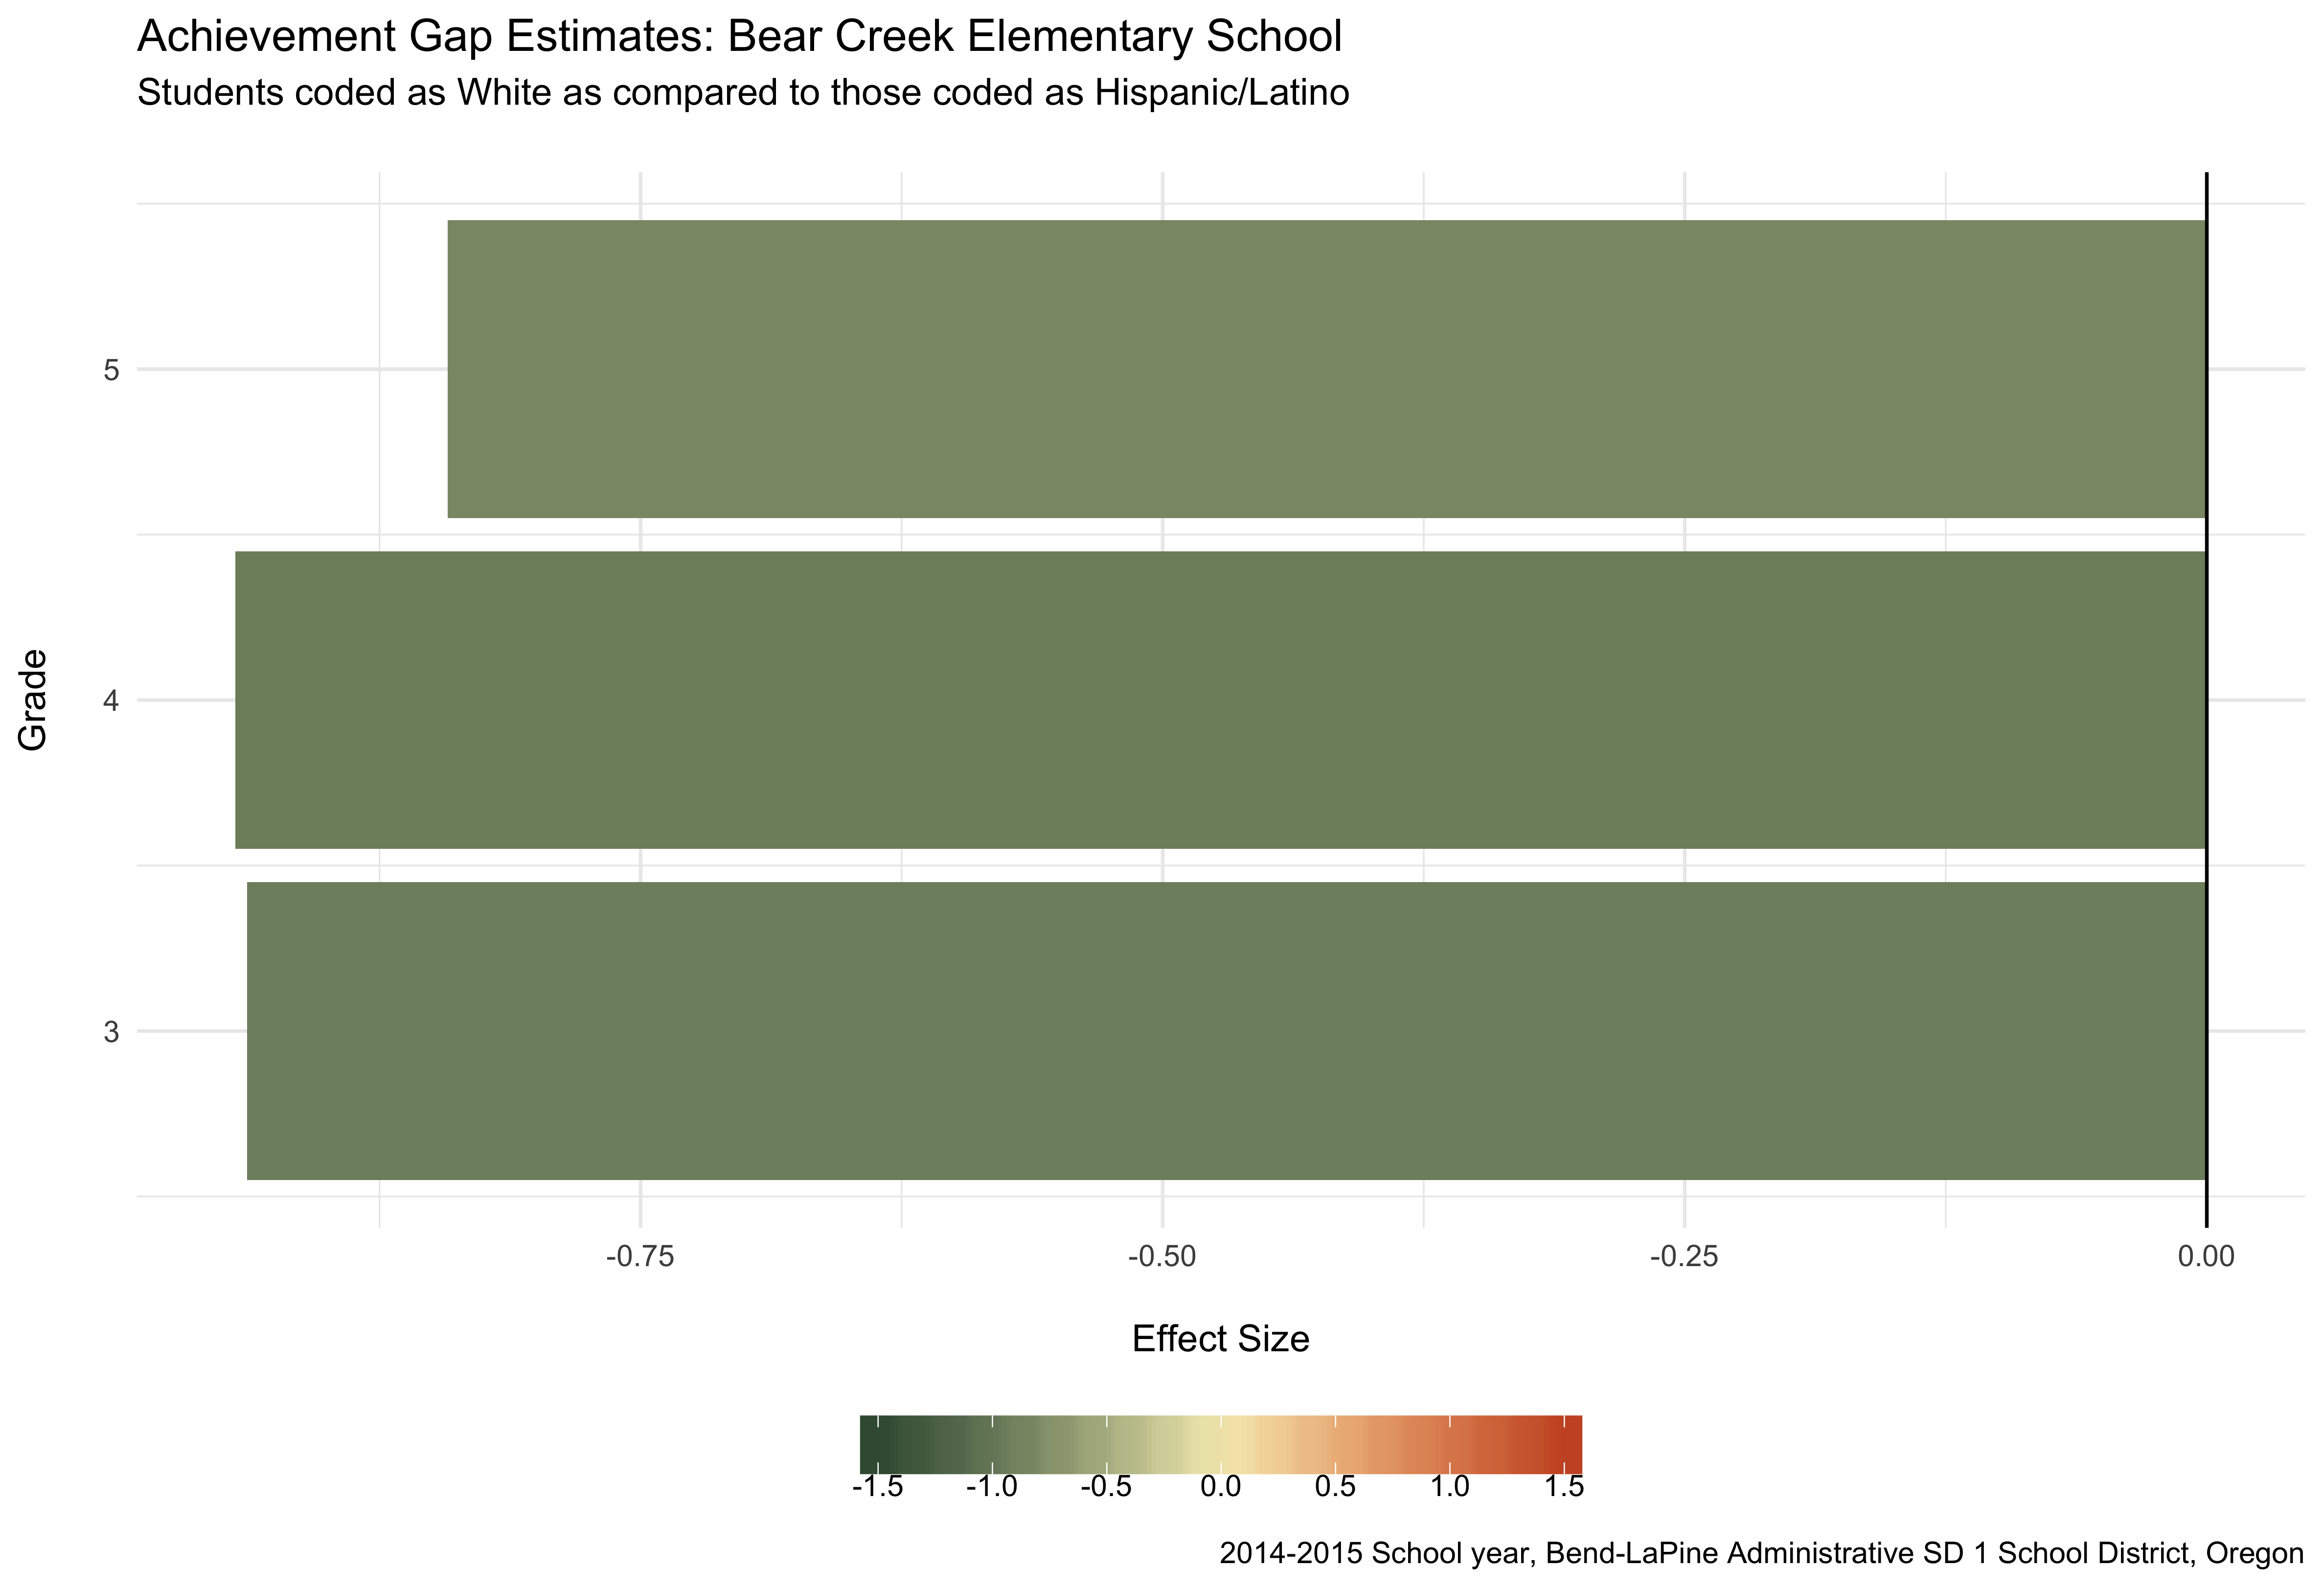 Achievement Gap Estimates: Bear Creek Elementary School
Students coded as White as compared to those coded as Hispanic/Latino
Grade
5
4
3
-0.75 -0.50 -0.25 0.00
Effect Size
-1.5 -1.0 -0.5 0.0 0.5 1.0 1.5
2014-2015 School year, Bend-LaPine Administrative SD 1 School District, Oregon